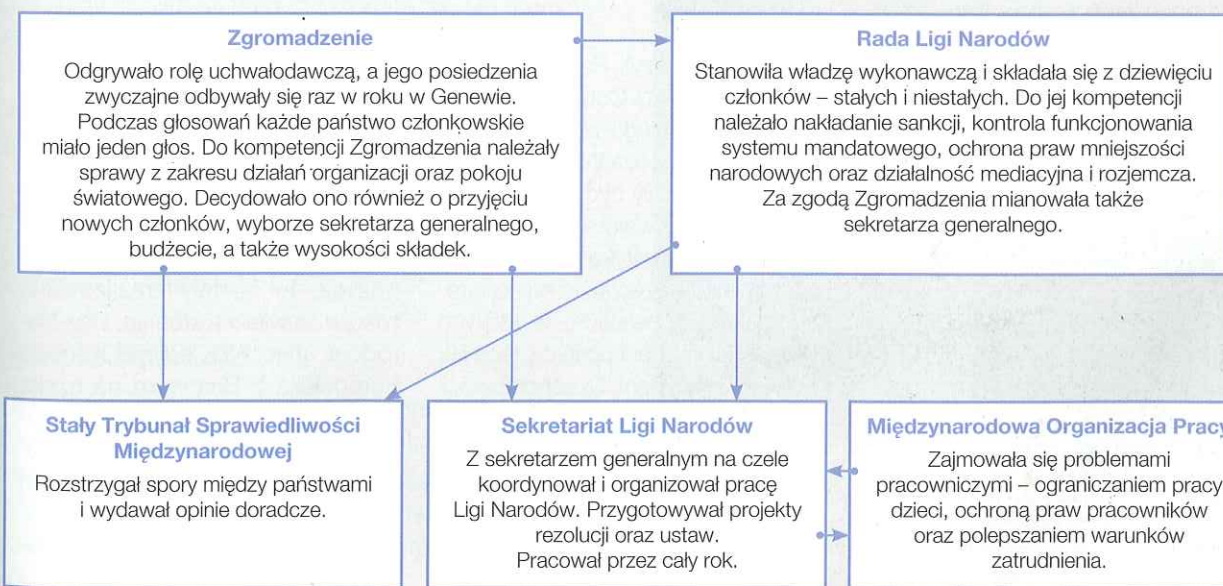 Zgromadzenie
Odgrywało rolę uchwałodawczą, a jego posiedzenia
zwyczajne odbywały się raz w roku w Genewie.
Podczas głosowań każde państwo członkowskie
miało jeden głos. Do kompetencji Zgromadzenia należały
sprawy z zakresu działań organizacji oraz pokoju
światowego. Decydowało ono również o przyjęciu
nowych członków, wyborze sekretarza generalnego,
budżecie, a także wysokości składek.
Rada Ligi Narodów
Stanowiła władzę wykonawczą i składała się z dziewięciu
członków – stałych i niestałych. Do jej kompetencji
należało nakładanie sankcji, kontrola funkcjonowania
systemu mandatowego, ochrona praw mniejszości
narodowych oraz działalność mediacyjna i rozjemcza.
Za zgodą Zgromadzenia mianowała także
sekretarza generalnego.
Stały Trybunał Sprawiedliwości
Międzynarodowej
Rozstrzygał spory między państwami
i wydawał opinie doradcze.
Sekretariat Ligi Narodów
Z sekretarzem generalnym na czele
koordynował i organizował pracę
Ligi Narodów. Przygotowywał projekty
rezolucji oraz ustaw.
Pracował przez cały rok.
Międzynarodowa Organizacja Pracy
Zajmowała się problemami
pracowniczymi – ograniczaniem pracy
dzieci, ochroną praw pracowników
oraz polepszaniem warunków
zatrudnienia.